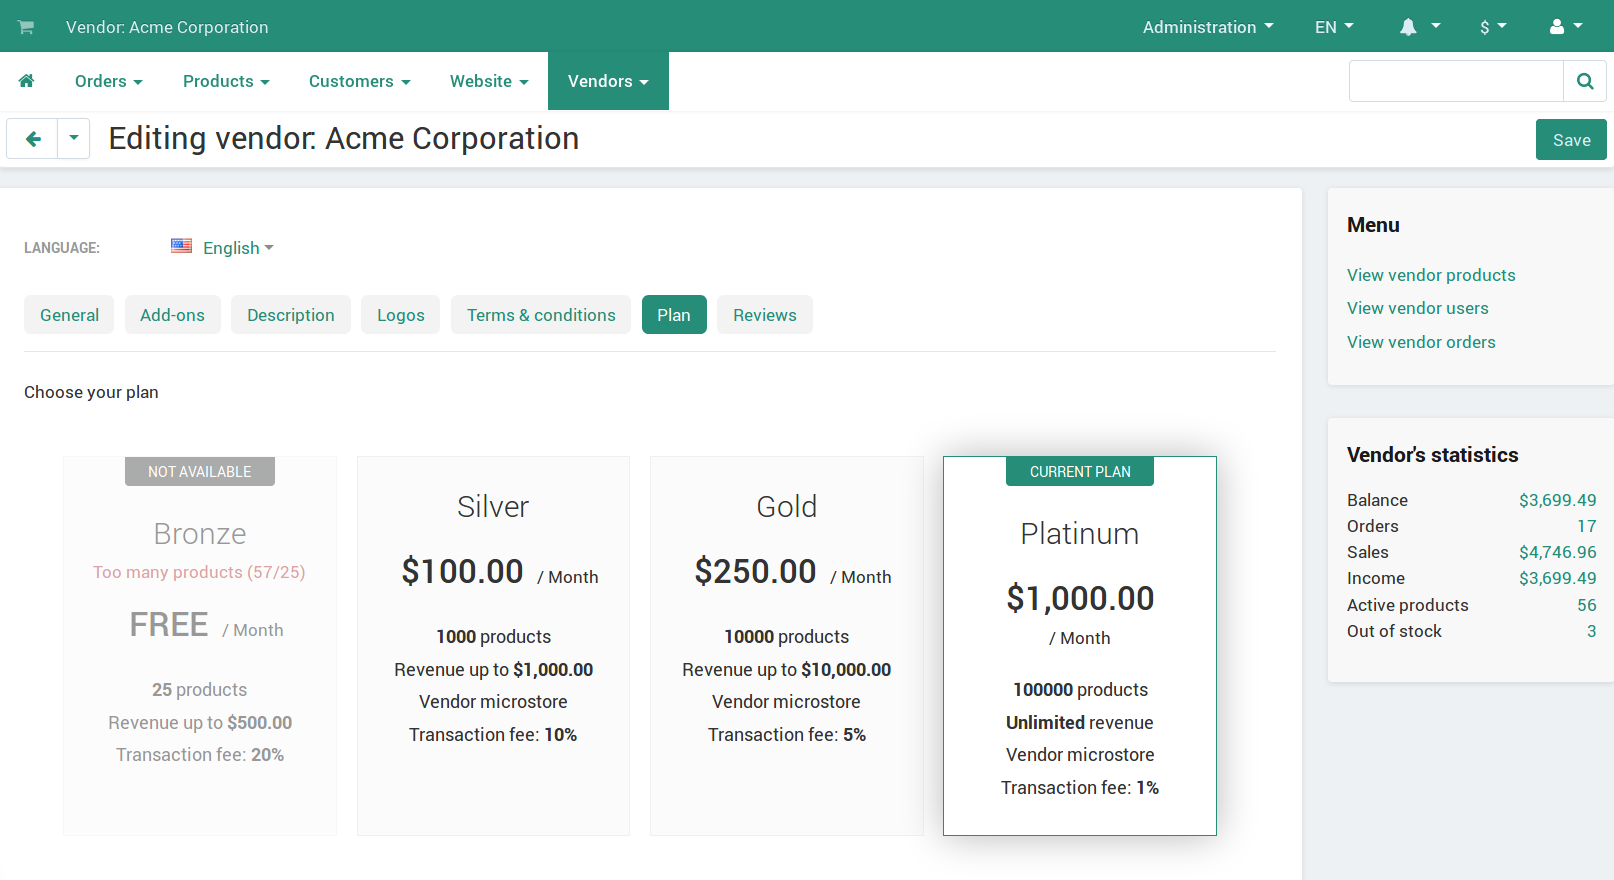 Vendor: Acme Corporation
Administration
EN
$
Orders
Products
Customers
Website
Vendors
Editing vendor: Acme Corporation
Save
LANGUAGE:
English
General
Add-ons
Description
Logos
Terms & conditions
Plan
Reviews
Choose your plan
NOT AVAILABLE
Bronze
Too many products (57/25)
FREE / Month
25 products
Revenue up to $500.00
Transaction fee: 20%
Silver
$100.00 / Month
1000 products
Revenue up to $1,000.00
Vendor microstore
Transaction fee: 10%
Gold
$250.00 / Month
10000 products
Revenue up to $10,000.00
Vendor microstore
Transaction fee: 5%
CURRENT PLAN
Platinum
$1,000.00
/ Month
100000 products
Unlimited revenue
Vendor microstore
Transaction fee: 1%
Menu
View vendor products
View vendor users
View vendor orders
Vendor's statistics
Balance $3,699.49
Orders 17
Sales $4,746.96
Income $3,699.49
Active products 56
Out of stock 3